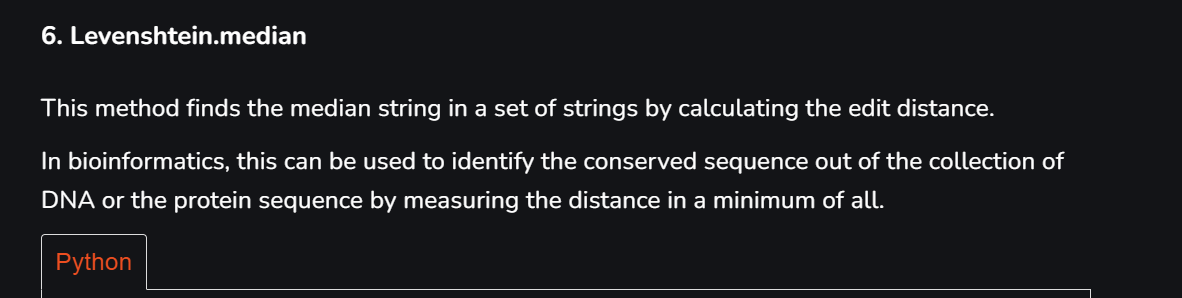 6. Levenshtein.median
This method finds the median string in a set of strings by calculating the edit distance.
In bioinformatics, this can be used to identify the conserved sequence out of the collection of
DNA or the protein sequence by measuring the distance in a minimum of all.
Python